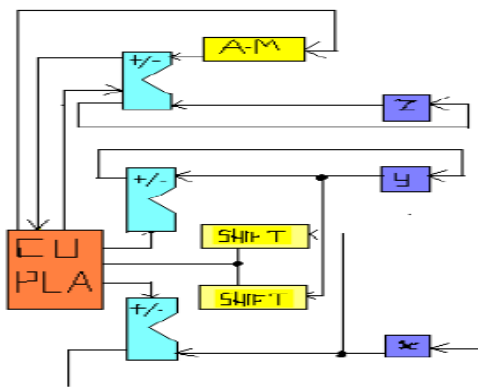 A-M
+/-
Z
+/-
y
SHIFT
CU
PLA
SHIFT
+/-
x